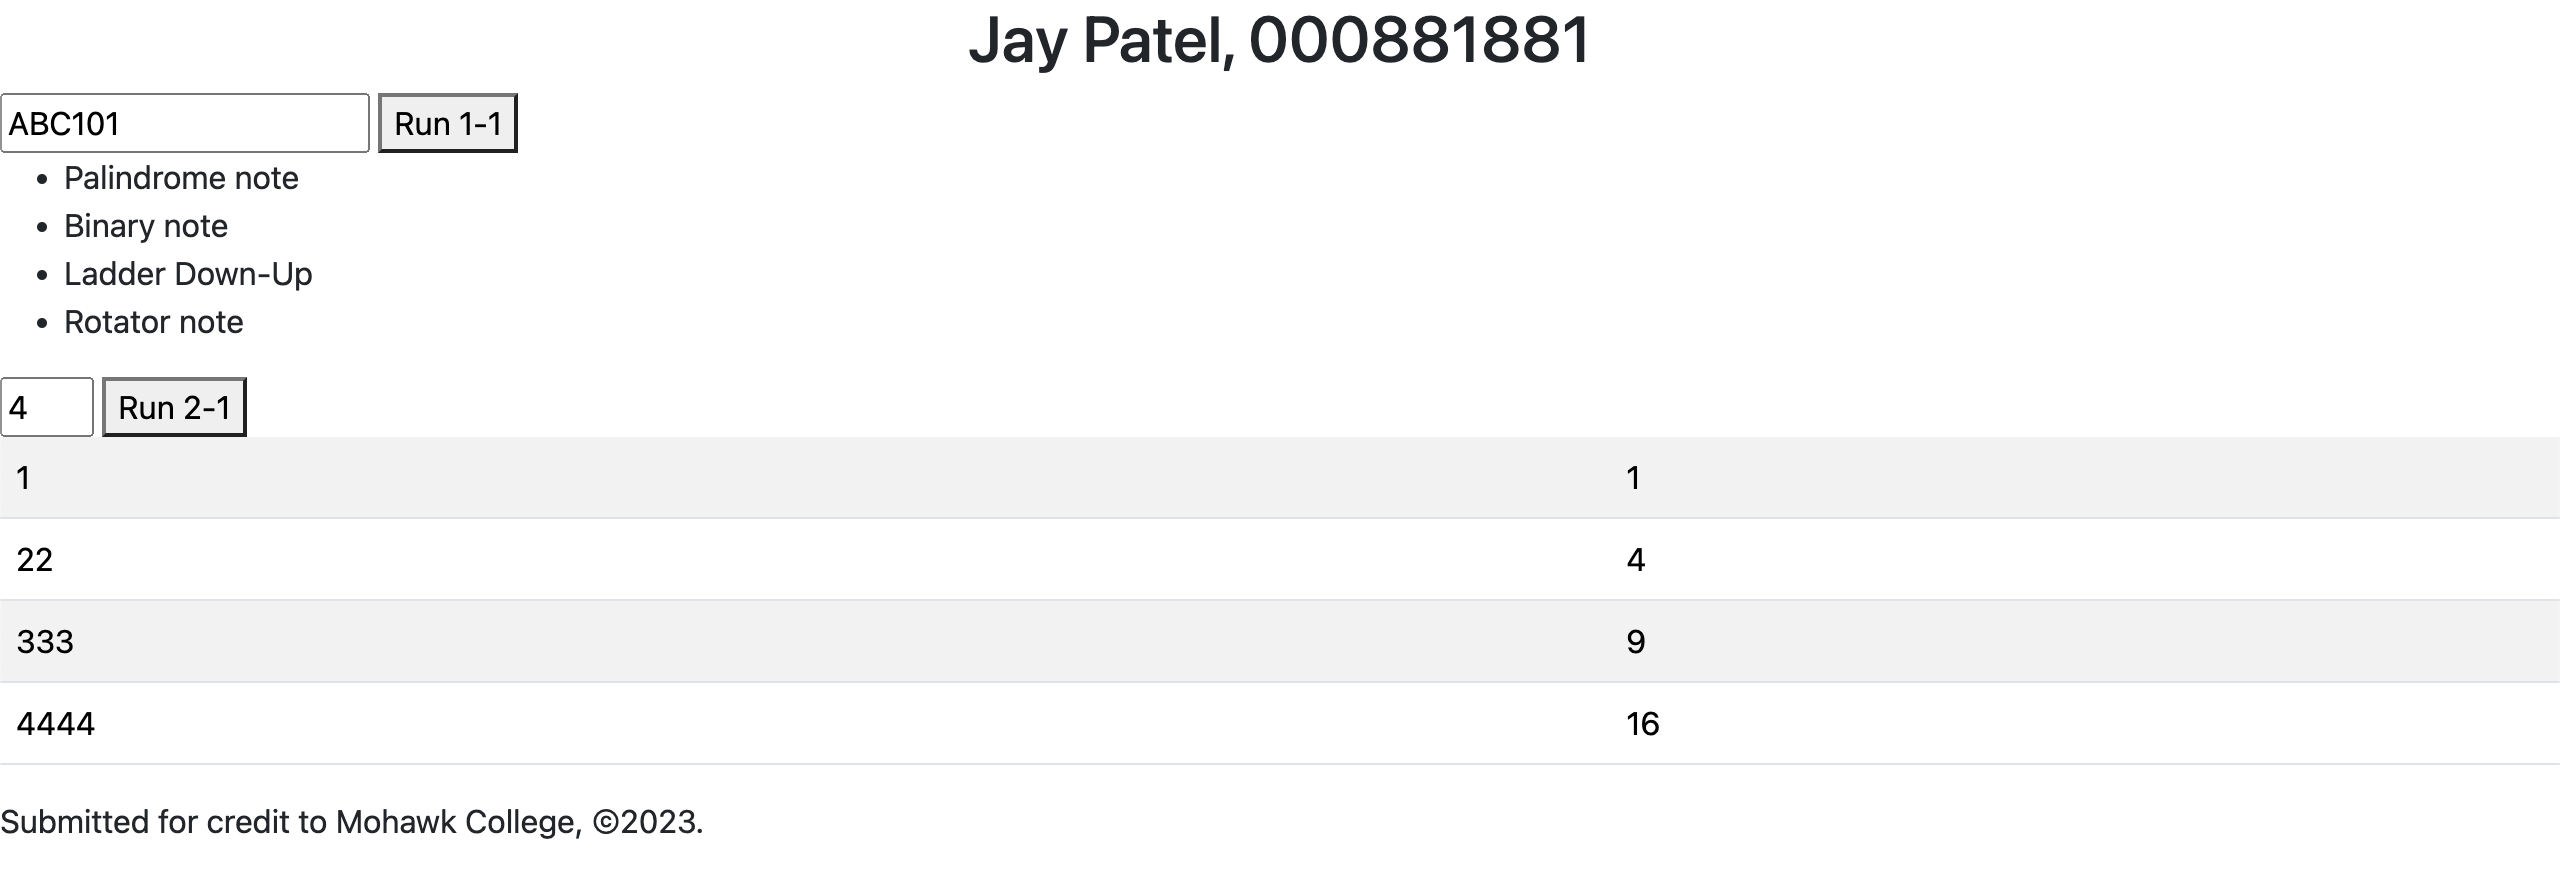 Jay Patel, 000881881
ABC101 Run 1-1
Palindrome note
Binary note
Ladder Down-Up
Rotator note
4 Run 2-1
1 1
22 4
333 9
4444 16
Submitted for credit to Mohawk College, ©2023.